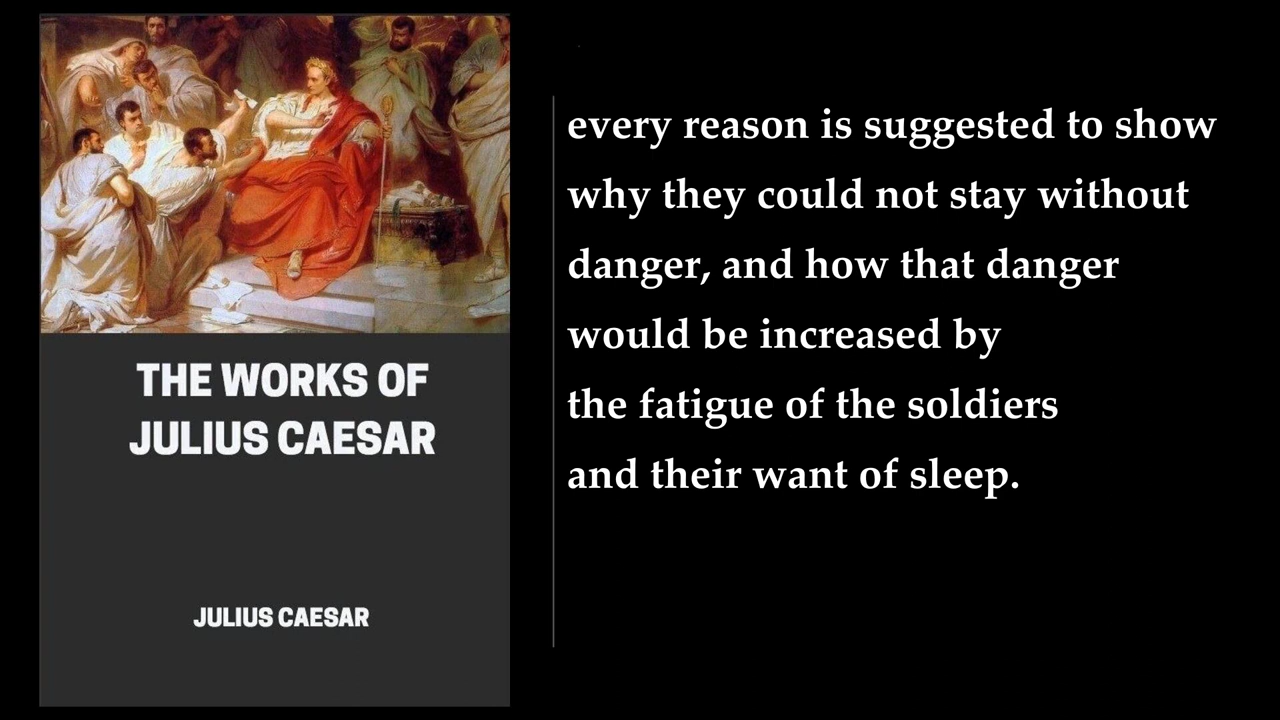 THE WORKS OF
JULIUS CAESAR
JULIUS CAESAR
every reason is suggested to show
why they could not stay without
danger, and how that danger
would be increased by
the fatigue of the soldiers
and their want of sleep.